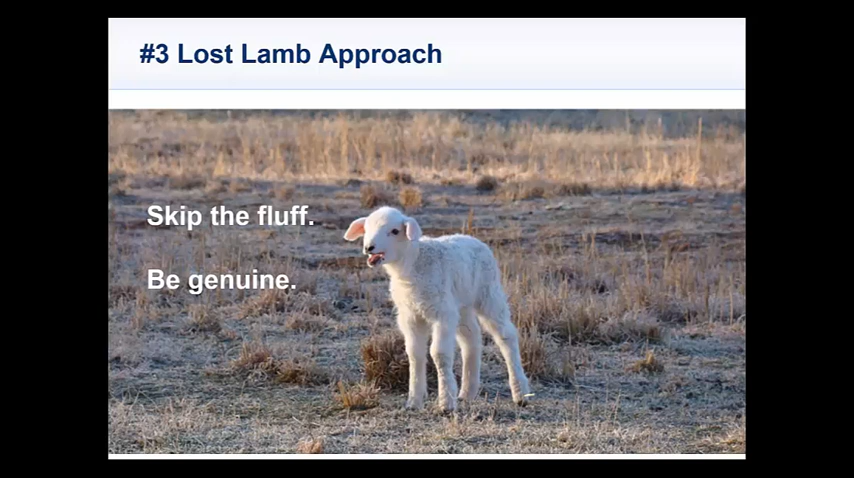 #3 Lost Lamb Approach
Skip the fluff.
Be genuine.